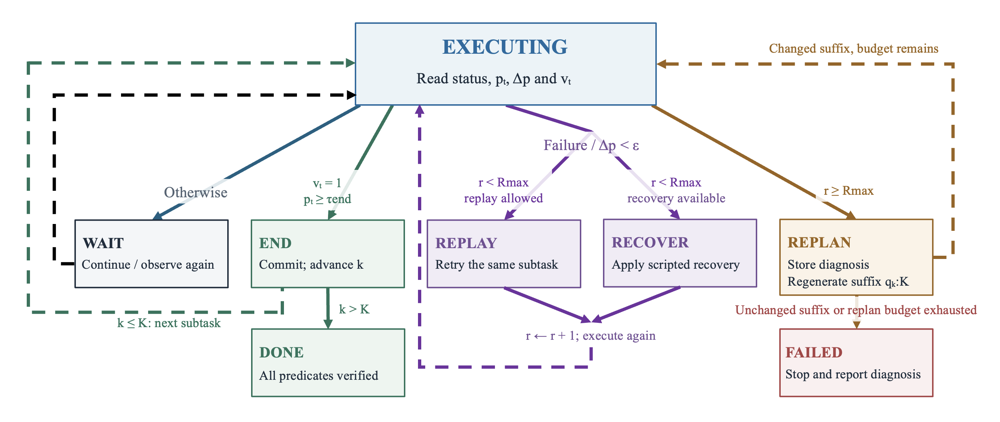 EXECUTING
Read status, pₜ, Δp and vₜ
Changed suffix, budget remains
Failure / Δp < ε
Otherwise
vₜ = 1
pₜ ≥ τend
r < Rmax
replay allowed
r < Rmax
recovery available
r ≥ Rmax
WAIT
Continue / observe again
END
Commit; advance k
REPLAY
Retry the same subtask
RECOVER
Apply scripted recovery
REPLAN
Store diagnosis
Regenerate suffix qₖ:K
k ≤ K: next subtask
k > K
r ← r + 1; execute again
Unchanged suffix or replan budget exhausted
DONE
All predicates verified
FAILED
Stop and report diagnosis